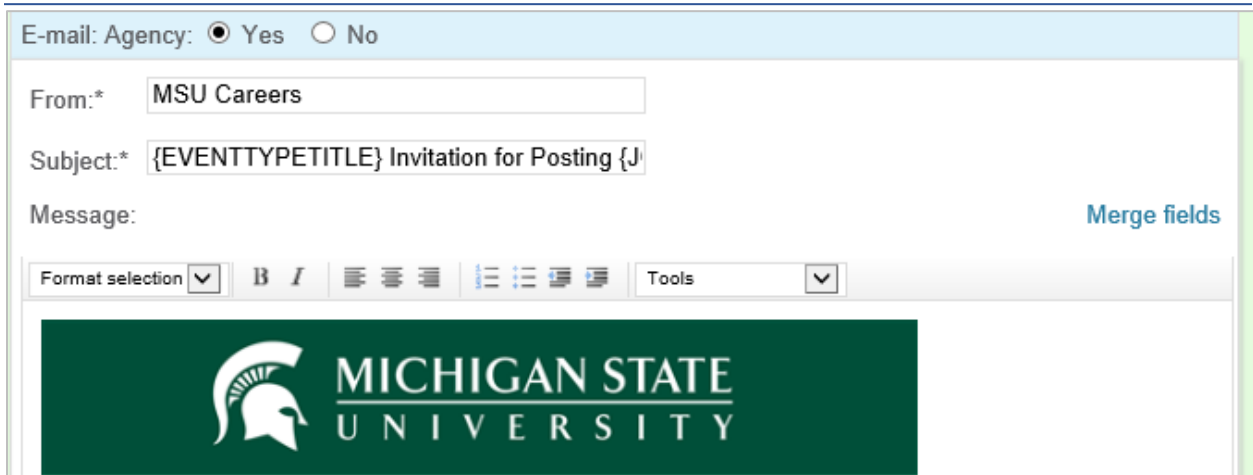 E-mail: Agency: Yes No
From:* MSU Careers
Subject:* {EVENTTYPETITLE} Invitation for Posting {J
Message: Merge fields
Format selection B I Tools
MICHIGAN STATE
UNIVERSITY